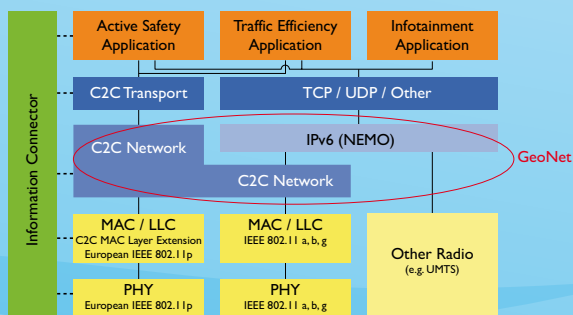 Information Connector
Active Safety
Application
Traffic Efficiency
Application
Infotainment
Application
C2C Transport
TCP / UDP / Other
C2C Network
IPv6 (NEMO)
GeoNet
C2C Network
MAC / LLC
C2C MAC Layer Extension
European IEEE 802.11p
MAC / LLC
IEEE 802.11 a, b, g
Other Radio
(e.g. UMTS)
PHY
European IEEE 802.11p
PHY
IEEE 802.11 a, b, g